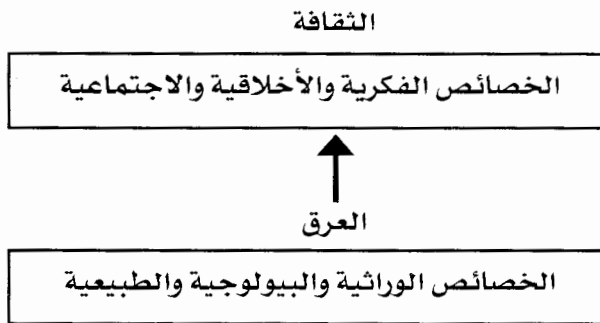 الثقافة
الخصائص الفكرية والأخلاقية والاجتماعية
العرق
الخصائص الوراثية والبيولوجية والطبيعية